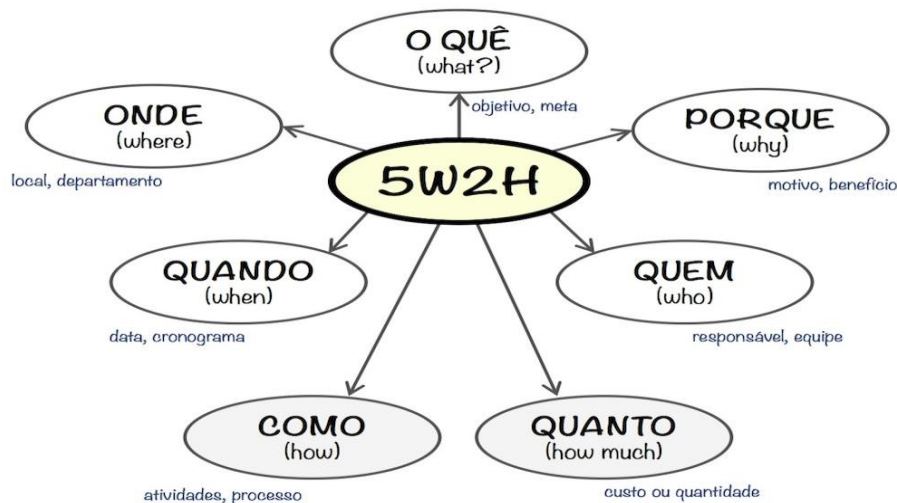 O QUÊ
(what?)
objetivo, meta
ONDE
(where)
local, departamento
PORQUE
(why)
motivo, benefício
5W2H
QUANDO
(when)
data, cronograma
QUEM
(who)
responsável, equipe
COMO
(how)
atividades, processo
QUANTO
(how much)
custo ou quantidade